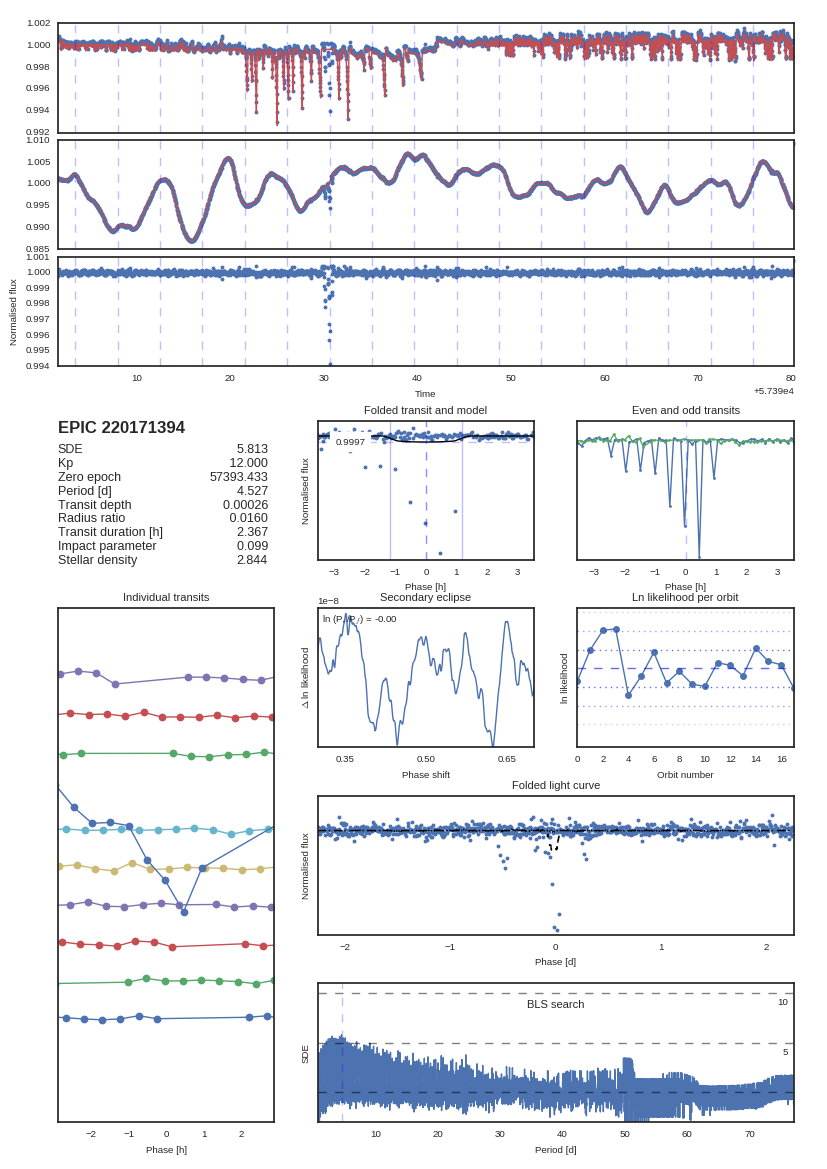 1.002
1.000
0.998
0.996
0.994
0.992
1.010
1.005
1.000
0.995
0.990
0.985
1.001
1.000
0.999
0.998
0.997
0.996
0.995
0.994
Normalised flux
10 20 30 40 50 60 70 80
Time
+5.739e4
EPIC 220171394
SDE 5.813
Kp 12.000
Zero epoch 57393.433
Period [d] 4.527
Transit depth 0.00026
Radius ratio 0.0160
Transit duration [h] 2.367
Impact parameter 0.099
Stellar density 2.844
Folded transit and model
0.9997
Normalised flux
−3 −2 −1 0 1 2 3
Phase [h]
Even and odd transits
−3 −2 −1 0 1 2 3
Phase [h]
Individual transits
−2 −1 0 1 2
Phase [h]
Secondary eclipse
1e−8
Δ ln likelihood
0.35 0.50 0.65
Phase shift
Ln likelihood per orbit
ln likelihood
0 2 4 6 8 10 12 14 16
Orbit number
Folded light curve
Normalised flux
−2 −1 0 1 2
Phase [d]
BLS search
10
5
SDE
10 20 30 40 50 60 70
Period [d]